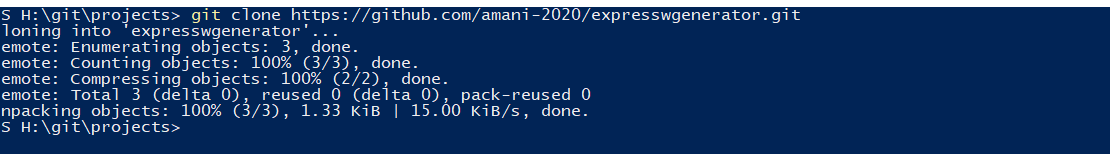 S H:\git\projects> git clone https://github.com/amani-2020/expresswgenerator.git
loning into 'expresswgenerator'...
emote: Enumerating objects: 3, done.
emote: Counting objects: 100% (3/3), done.
emote: Compressing objects: 100% (2/2), done.
emote: Total 3 (delta 0), reused 0 (delta 0), pack-reused 0
npacking objects: 100% (3/3), 1.33 KiB | 15.00 KiB/s, done.
S H:\git\projects>